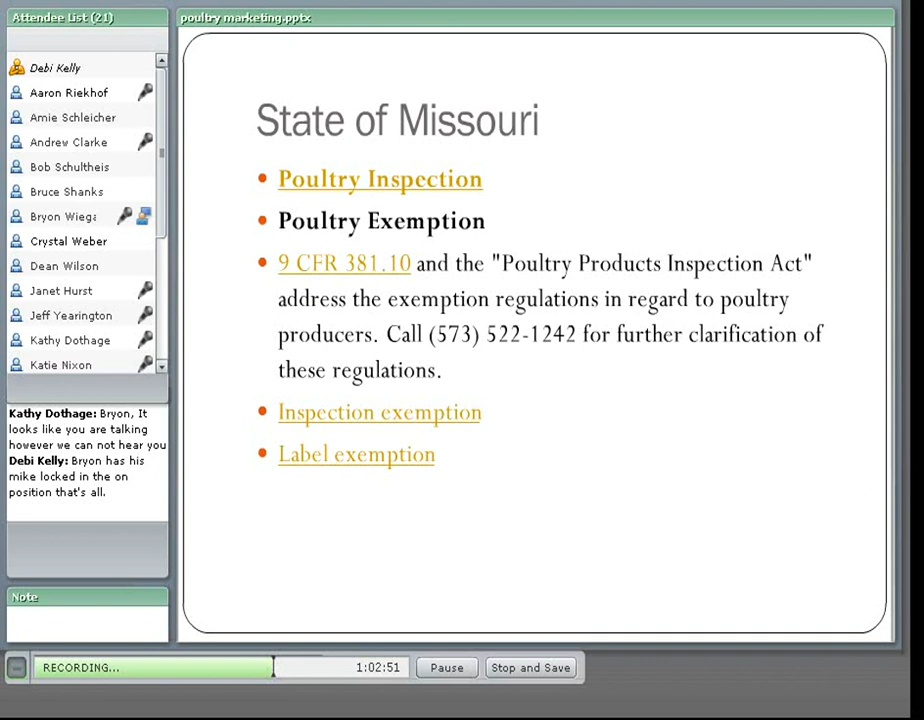 Attendee List (21)
Debi Kelly
Aaron Riekhof
Amie Schleicher
Andrew Clarke
Bob Schultheis
Bruce Shanks
Bryon Wiega
Crystal Weber
Dean Wilson
Janet Hurst
Jeff Yearington
Kathy Dothage
Katie Nixon
Kathy Dothage: Bryon, It
looks like you are talking
however we can not hear you
Debi Kelly: Bryon has his
mike locked in the on
position that's all.
Note
poultry marketing.pptx
State of Missouri
• Poultry Inspection
• Poultry Exemption
• 9 CFR 381.10 and the "Poultry Products Inspection Act"
address the exemption regulations in regard to poultry
producers. Call (573) 522-1242 for further clarification of
these regulations.
• Inspection exemption
• Label exemption
RECORDING... 1:02:51 Pause Stop and Save